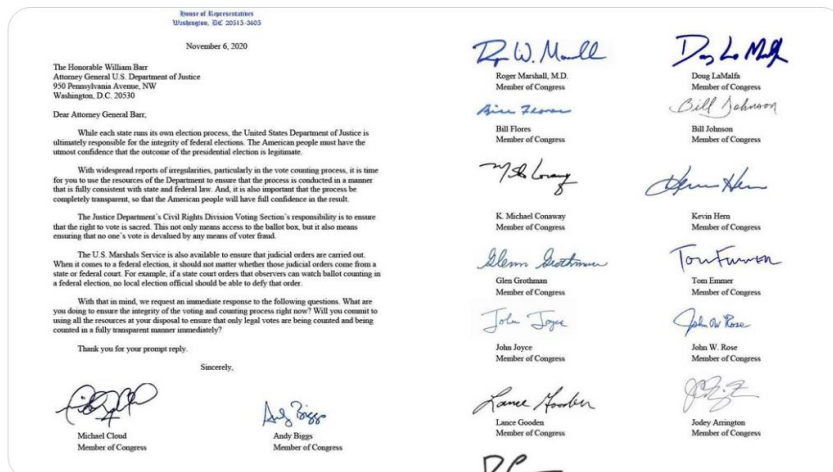 House of Representatives
Washington, DC 20515-3605
November 6, 2020
The Honorable William Barr
Attorney General U.S. Department of Justice
950 Pennsylvania Avenue, NW
Washington, D.C. 20530
Dear Attorney General Barr,
While each state runs its own election process, the United States Department of Justice is
ultimately responsible for the integrity of federal elections. The American people must have the
utmost confidence that the outcome of the presidential election is legitimate.
With widespread reports of irregularities, particularly in the vote counting process, it is time
for you to use the resources of the Department to ensure that the process is conducted in a manner
that is fully consistent with state and federal law. And, it is also important that the process be
completely transparent, so that the American people will have full confidence in the result.
The Justice Department's Civil Rights Division Voting Section's responsibility is to ensure
that the right to vote is sacred. This not only means access to the ballot box, but it also means
ensuring that no one's vote is devalued by any means of voter fraud.
The U.S. Marshals Service is also available to ensure that judicial orders are carried out.
When it comes to a federal election, it should not matter whether those judicial orders come from a
state or federal court. For example, if a state court orders that observers can watch ballot counting in
a federal election, no local election official should be able to defy that order.
With that in mind, we request an immediate response to the following questions. What are
you doing to ensure the integrity of the voting and counting process right now? Will you commit to
using all the resources at your disposal to ensure that only legal votes are being counted and being
counted in a fully transparent manner immediately?
Thank you for your prompt reply.
Sincerely,
Andy Biggs
Michael Cloud
Member of Congress
Andy Biggs
Member of Congress
Roger Marshall, M.D.
Member of Congress
Doug LaMalfa
Member of Congress
Bill Flores
Bill Johnson
Bill Flores
Member of Congress
Bill Johnson
Member of Congress
K. Michael Conaway
Member of Congress
Kevin Hern
Member of Congress
Glenn Grothman
Tom Emmer
Glen Grothman
Member of Congress
Tom Emmer
Member of Congress
John Joyce
John W. Rose
John Joyce
Member of Congress
John W. Rose
Member of Congress
Lance Gooden
Lance Gooden
Member of Congress
Jodey Arrington
Member of Congress